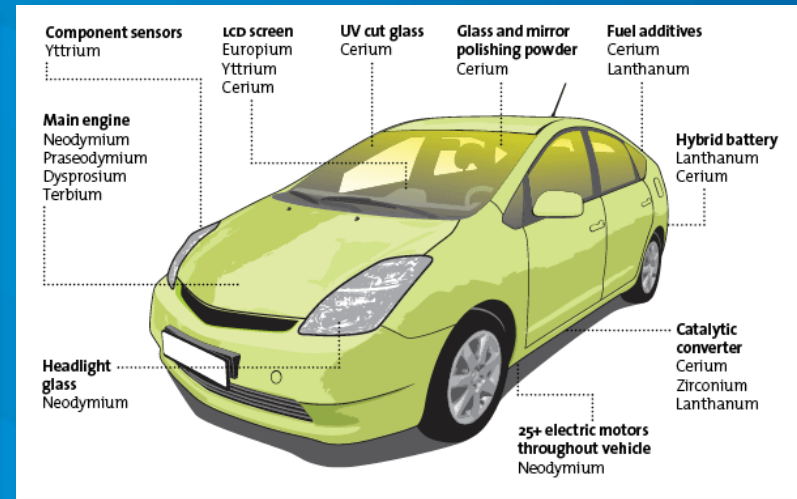 Component sensors
Yttrium
LCD screen
Europium
Yttrium
Cerium
UV cut glass
Cerium
Glass and mirror
polishing powder
Cerium
Fuel additives
Cerium
Lanthanum
Main engine
Neodymium
Praseodymium
Dysprosium
Terbium
Hybrid battery
Lanthanum
Cerium
Headlight
glass
Neodymium
Catalytic
converter
Cerium
Zirconium
Lanthanum
25+ electric motors
throughout vehicle
Neodymium